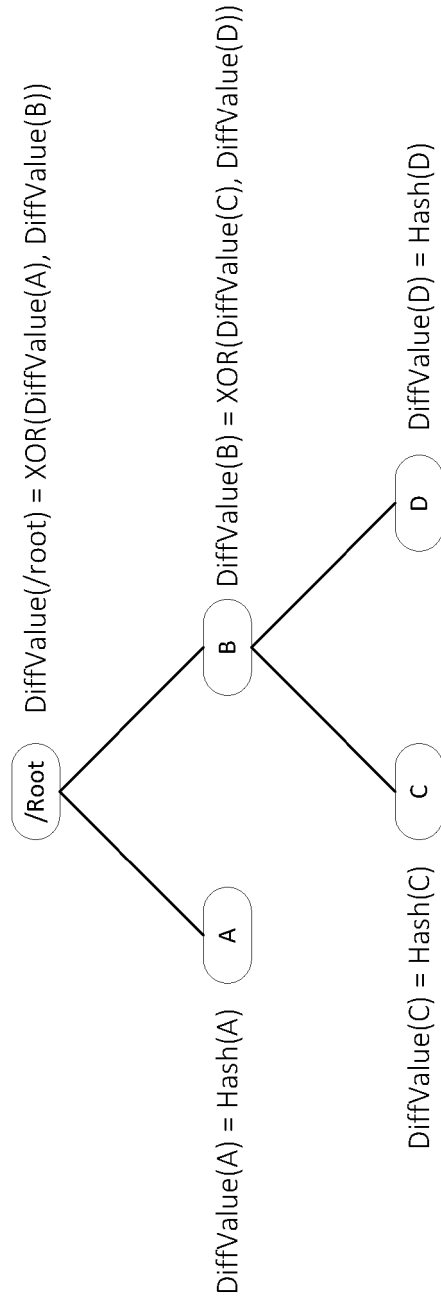 /Root
DiffValue(/root) = XOR(DiffValue(A), DiffValue(B))
DiffValue(A) = Hash(A)
A
B
DiffValue(B) = XOR(DiffValue(C), DiffValue(D))
DiffValue(C) = Hash(C)
C
D
DiffValue(D) = Hash(D)